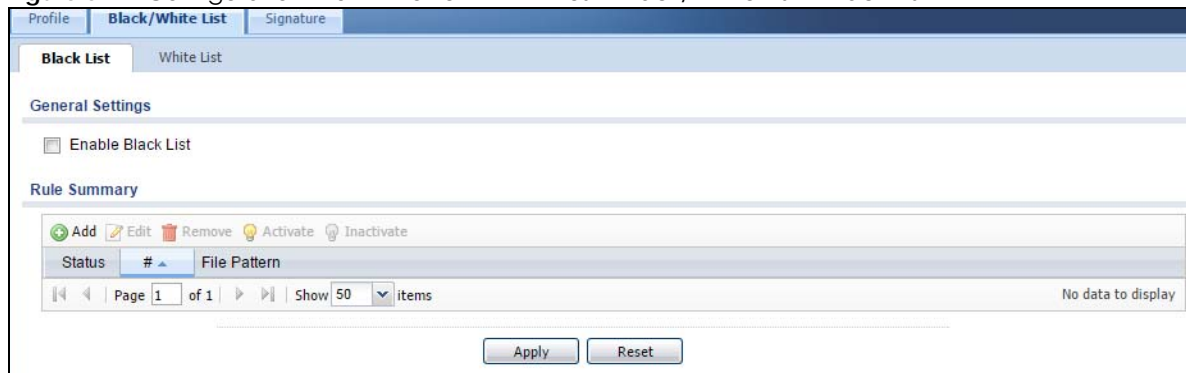 Profile Black/White List Signature
Black List White List
General Settings
Enable Black List
Rule Summary
Add Edit Remove Activate Inactivate
Status # File Pattern
Page 1 of 1 Show 50 items No data to display
Apply Reset